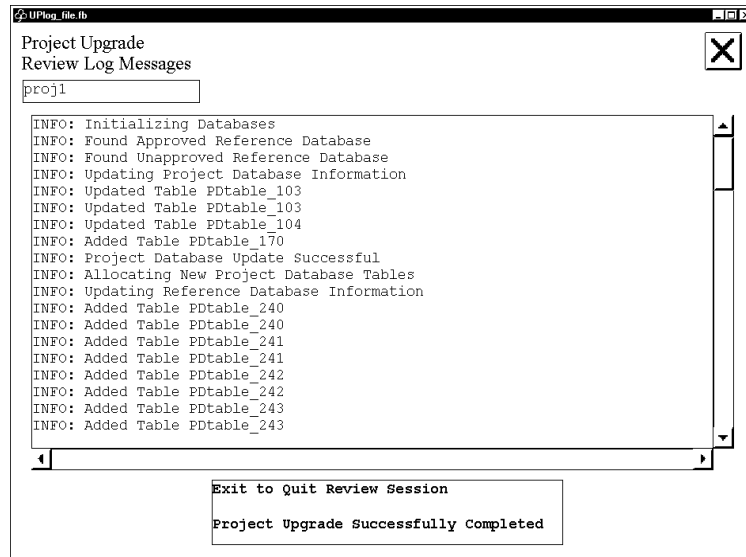 UPlog_file.fb
Project Upgrade
Review Log Messages
proj1
INFO: Initializing Databases
INFO: Found Approved Reference Database
INFO: Found Unapproved Reference Database
INFO: Updating Project Database Information
INFO: Updated Table PDtable_103
INFO: Updated Table PDtable_103
INFO: Updated Table PDtable_104
INFO: Added Table PDtable_170
INFO: Project Database Update Successful
INFO: Allocating New Project Database Tables
INFO: Updating Reference Database Information
INFO: Added Table PDtable_240
INFO: Added Table PDtable_240
INFO: Added Table PDtable_241
INFO: Added Table PDtable_241
INFO: Added Table PDtable_242
INFO: Added Table PDtable_242
INFO: Added Table PDtable_243
INFO: Added Table PDtable_243
Exit to Quit Review Session
Project Upgrade Successfully Completed